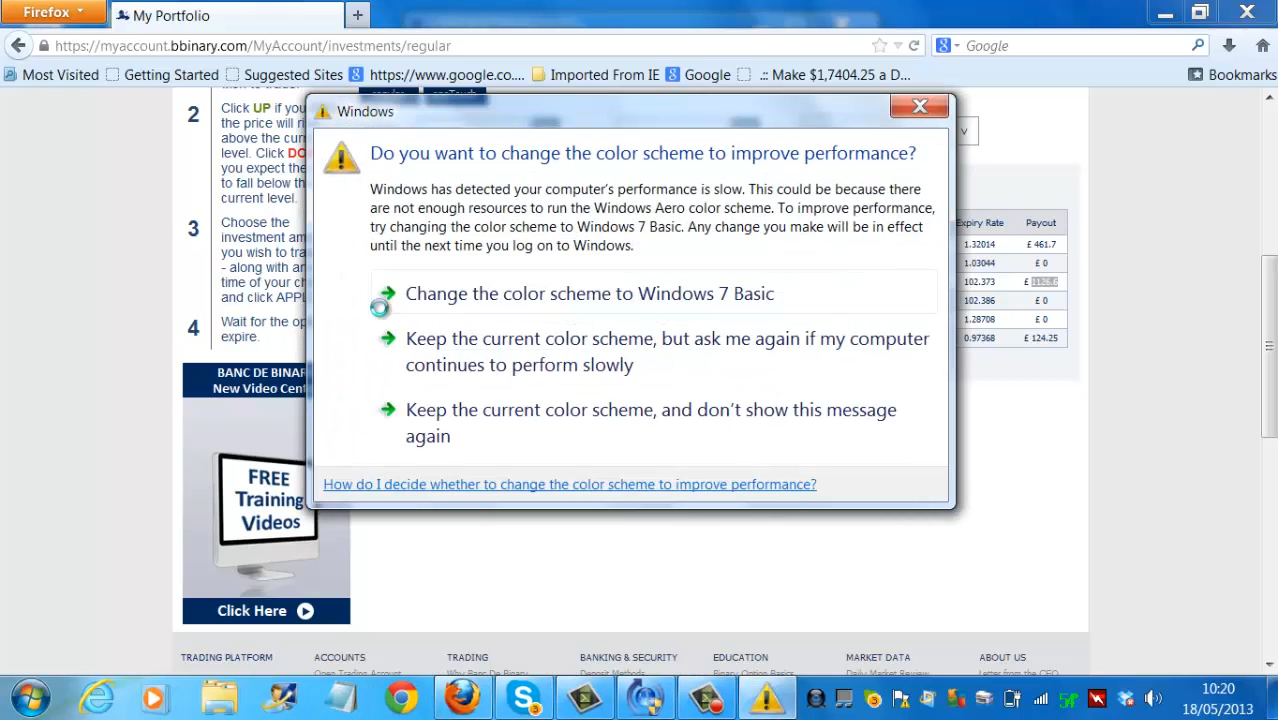 Firefox
My Portfolio
https://myaccount.bbinary.com/MyAccount/investments/regular
Google
Most Visited
Getting Started
Suggested Sites
https://www.google.co....
Imported From IE
Google
.:: Make $1,7404.25 a D...
Bookmarks
2
Click UP if you
the price will ri
above the curr
level. Click DO
you expect the
to fall below th
current level.
3
Choose the
investment am
you wish to tra
- along with an
time of your ch
and click APPL
4
Wait for the op
expire.
Windows
Do you want to change the color scheme to improve performance?
Windows has detected your computer's performance is slow. This could be because there
are not enough resources to run the Windows Aero color scheme. To improve performance,
try changing the color scheme to Windows 7 Basic. Any change you make will be in effect
until the next time you log on to Windows.
Change the color scheme to Windows 7 Basic
Keep the current color scheme, but ask me again if my computer
continues to perform slowly
Keep the current color scheme, and don't show this message
again
How do I decide whether to change the color scheme to improve performance?
Expiry Rate Payout
1.32014 £ 461.7
1.03044 £ 0
102.373 £ 1126.6
102.386 £ 0
1.28708 £ 0
0.97368 £ 124.25
BANC DE BINAR
New Video Cent
FREE
Training
Videos
Click Here
TRADING PLATFORM
ACCOUNTS
TRADING
BANKING & SECURITY
EDUCATION
MARKET DATA
ABOUT US
10:20
18/05/2013